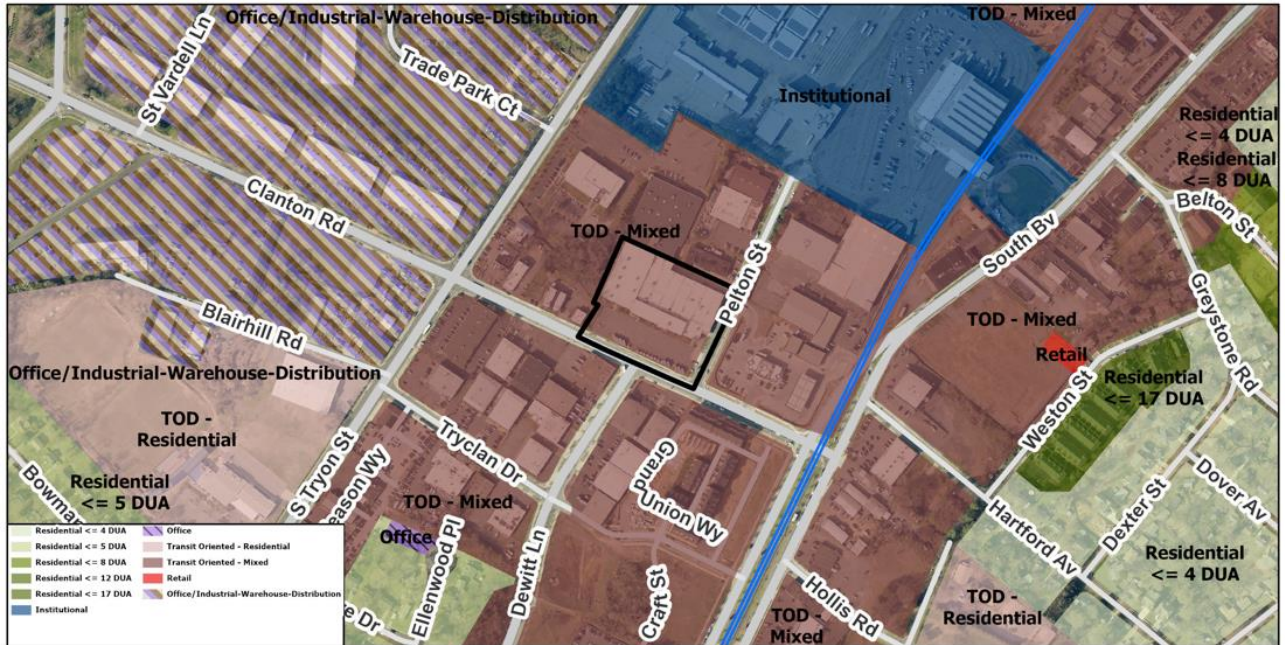 Office/Industrial-Warehouse-Distribution
TOD - Mixed
St Vardell Ln
Trade Park Ct
Institutional
Residential
<= 4 DUA
Residential
<= 8 DUA
Belton St
Clanton Rd
TOD - Mixed
Pelton St
South Bv
Greystone Rd
Blairhill Rd
TOD - Mixed
Retail
Office/Industrial-Warehouse-Distribution
Residential
<= 17 DUA
Weston St
TOD -
Residential
S Tryon St
Tryclan Dr
Grand
Union Wy
Dover Av
Dexter St
Hartford Av
Residential
<= 5 DUA
TOD - Mixed
Office
Ellenwood Pl
Dewitt Ln
Craft St
Hollis Rd
Residential
<= 4 DUA
TOD -
Residential
TOD -
Mixed
Residential <= 4 DUA
Residential <= 5 DUA
Residential <= 8 DUA
Residential <= 12 DUA
Residential <= 17 DUA
Institutional
Office
Transit Oriented - Residential
Transit Oriented - Mixed
Retail
Office/Industrial-Warehouse-Distribution